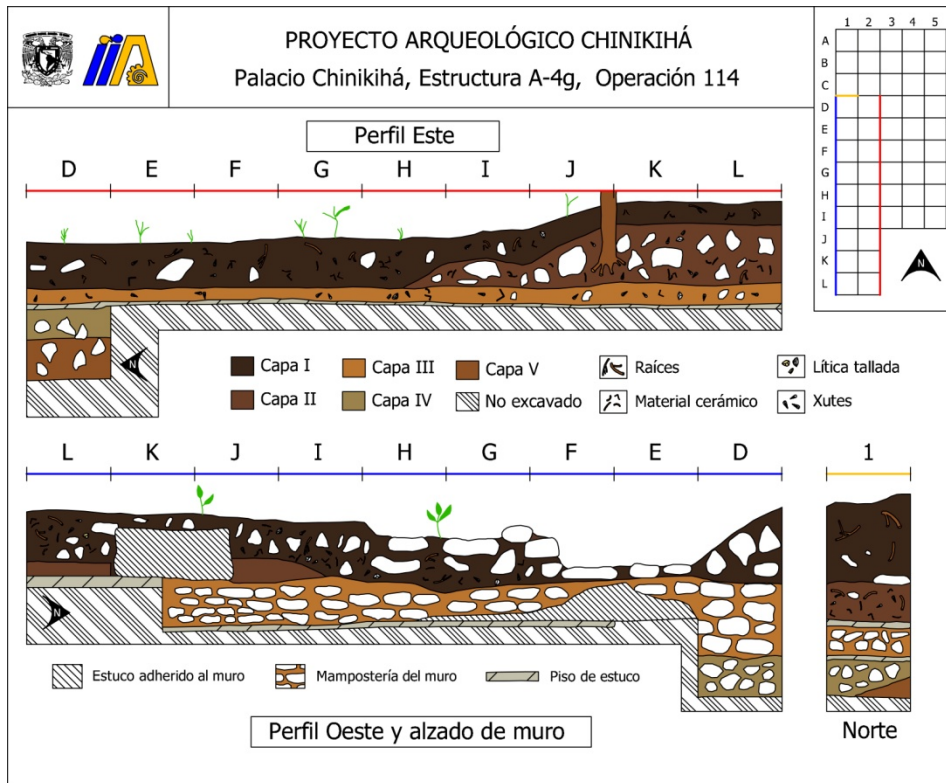 PROYECTO ARQUEOLÓGICO CHINIKIHÁ
Palacio Chinikihá, Estructura A-4g, Operación 114
1 2 3 4 5
A
B
C
D
E
F
G
H
I
J
K
L
N
Perfil Este
D E F G H I J K L
N
Capa I
Capa III
Capa V
Raíces
Lítica tallada
Capa II
Capa IV
No excavado
Material cerámico
Xutes
L K J I H G F E D
1
N
Estuco adherido al muro
Mampostería del muro
Piso de estuco
Perfil Oeste y alzado de muro
Norte